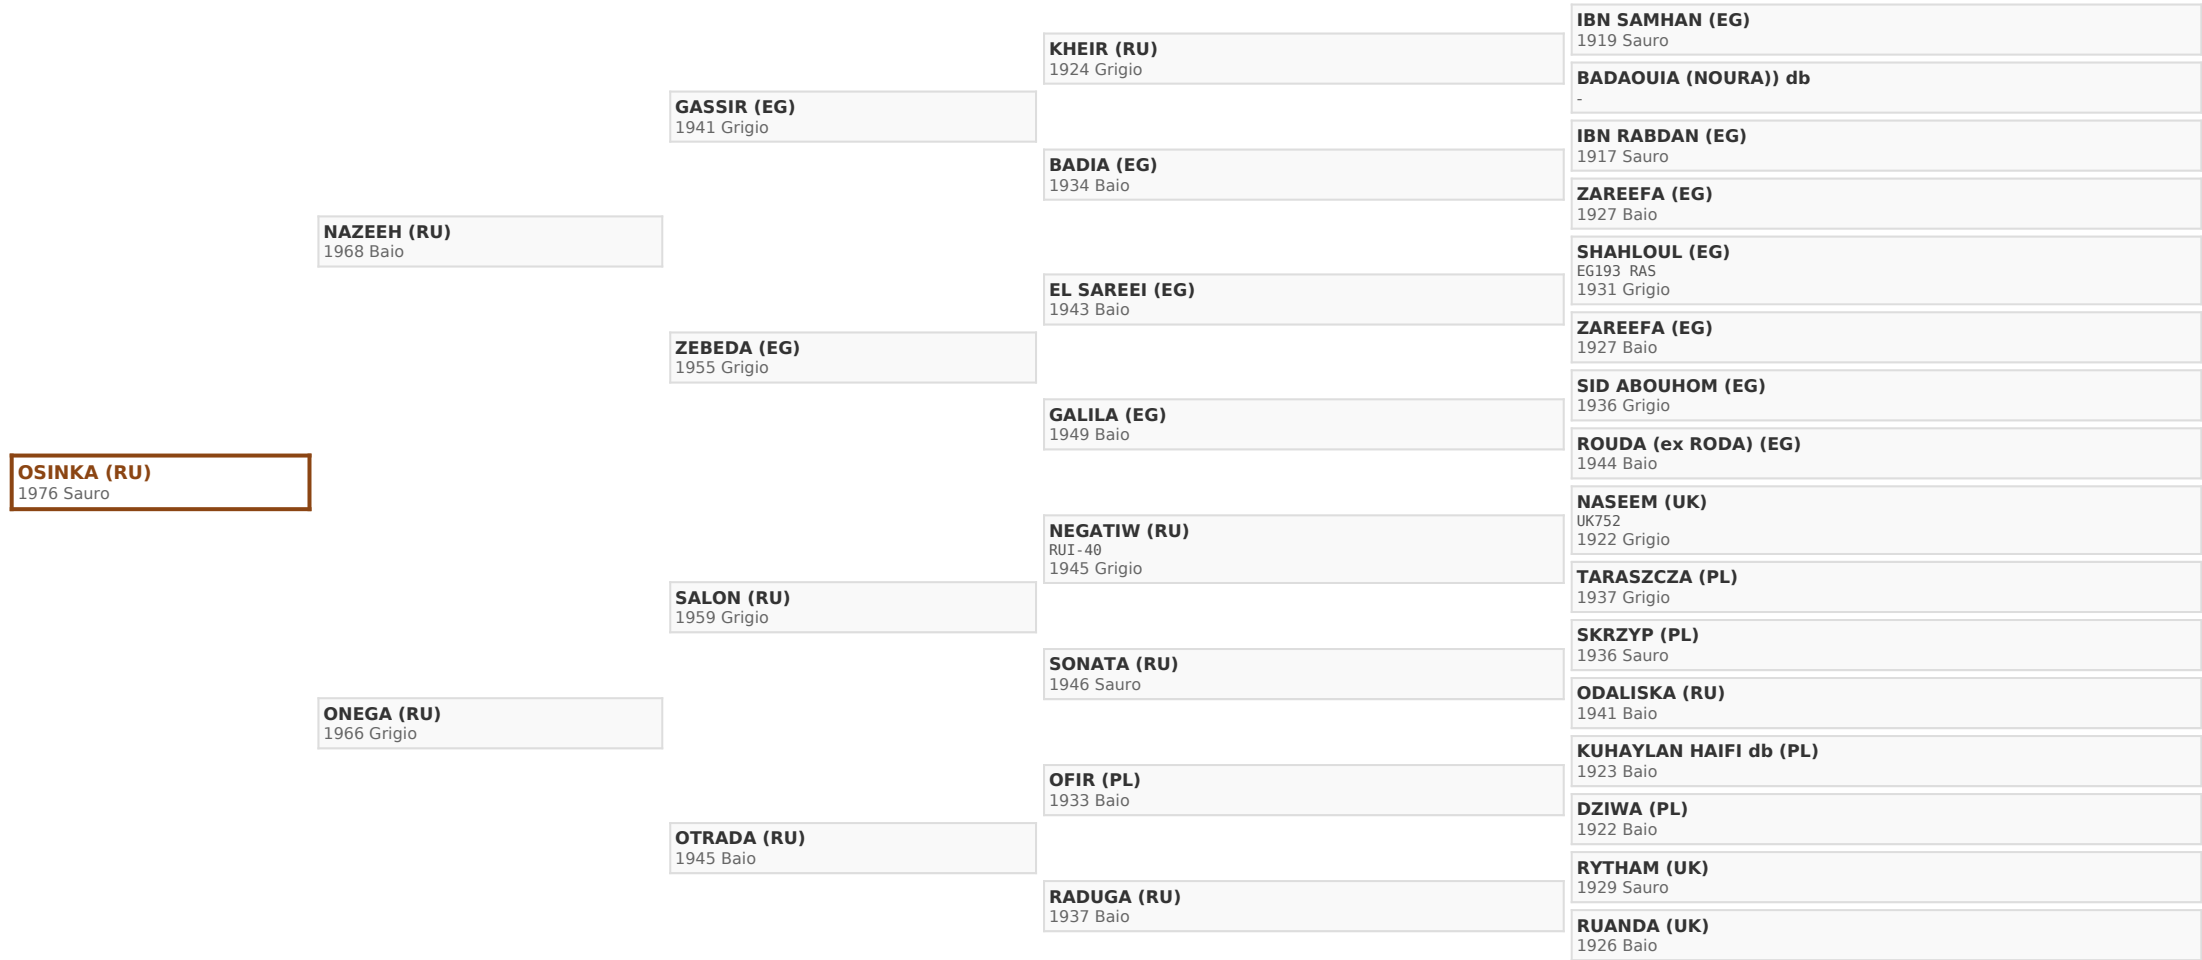 OSINKA (RU)
1976 Sauro
NAZEEH (RU)
1968 Baio
ONEGA (RU)
1966 Grigio
GASSIR (EG)
1941 Grigio
ZEBEDA (EG)
1955 Grigio
SALON (RU)
1959 Grigio
OTRADA (RU)
1945 Baio
KHEIR (RU)
1924 Grigio
BADIA (EG)
1934 Baio
EL SAREEI (EG)
1943 Baio
GALILA (EG)
1949 Baio
NEGATIW (RU)
RUI-40
1945 Grigio
SONATA (RU)
1946 Sauro
OFIR (PL)
1933 Baio
RADUGA (RU)
1937 Baio
IBN SAMHAN (EG)
1919 Sauro
BADAOUIA (NOURA)) db
-
IBN RABDAN (EG)
1917 Sauro
ZAREEFA (EG)
1927 Baio
SHAHLOUL (EG)
EG193 RAS
1931 Grigio
ZAREEFA (EG)
1927 Baio
SID ABOUHOM (EG)
1936 Grigio
ROUDA (ex RODA) (EG)
1944 Baio
NASEEM (UK)
UK752
1922 Grigio
TARASZCZA (PL)
1937 Grigio
SKRZYP (PL)
1936 Sauro
ODALISKA (RU)
1941 Baio
KUHAYLAN HAIFI db (PL)
1923 Baio
DZIWA (PL)
1922 Baio
RYTHAM (UK)
1929 Sauro
RUANDA (UK)
1926 Baio